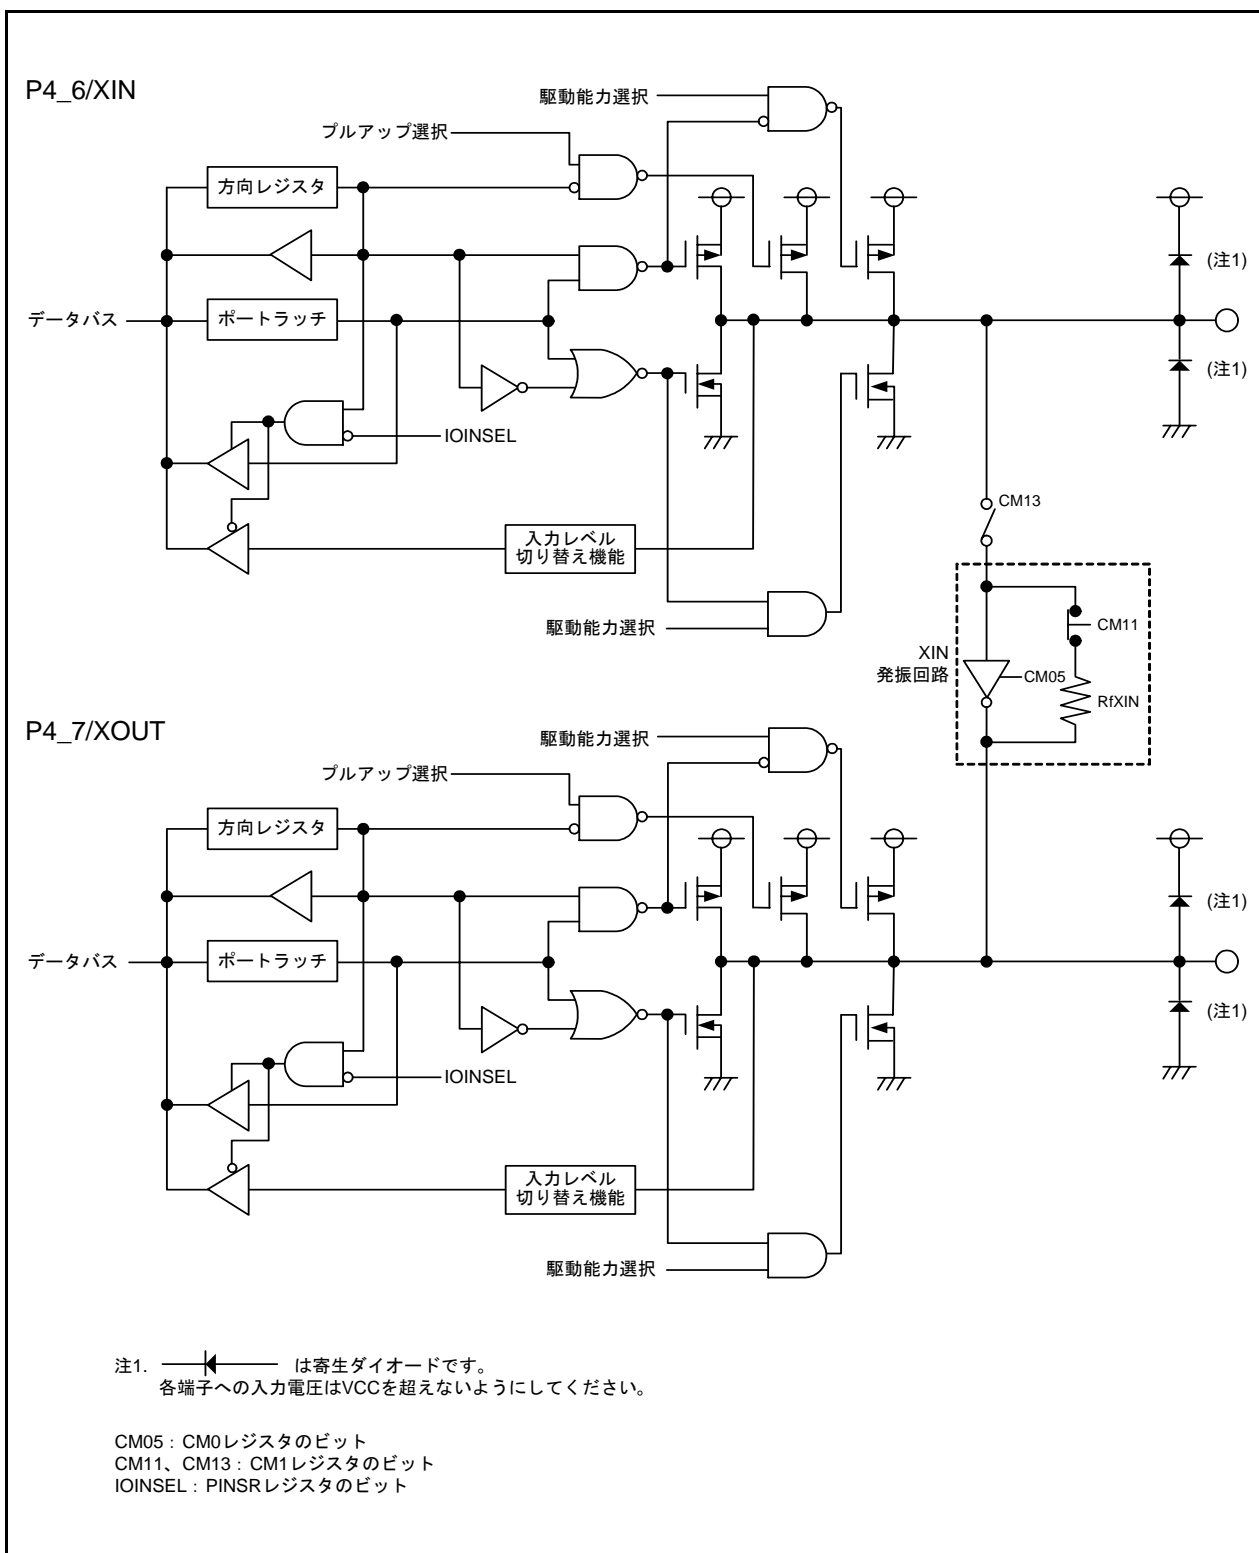 P4_6/XIN
駆動能力選択
プルアップ選択
方向レジスタ
(注1)
データバス
ポートラッチ
(注1)
IOINSEL
CM13
入力レベル
切り替え機能
駆動能力選択
CM11
XIN
発振回路
CM05
RfXIN
P4_7/XOUT
駆動能力選択
プルアップ選択
方向レジスタ
(注1)
データバス
ポートラッチ
(注1)
IOINSEL
入力レベル
切り替え機能
駆動能力選択
注1. は寄生ダイオードです。
各端子への入力電圧はVCCを超えないようにしてください。
CM05：CM0レジスタのビット
CM11、CM13：CM1レジスタのビット
IOINSEL：PINSRレジスタのビット